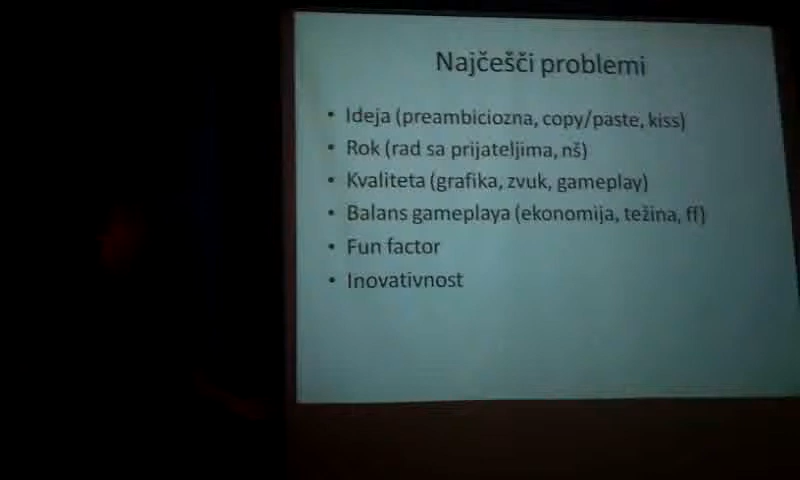 Najčešči problemi
• Ideja (preambiciozna, copy/paste, kiss)
• Rok (rad sa prijateljima, nš)
• Kvaliteta (grafika, zvuk, gameplay)
• Balans gameplaya (ekonomija, težina, ff)
• Fun factor
• Inovativnost